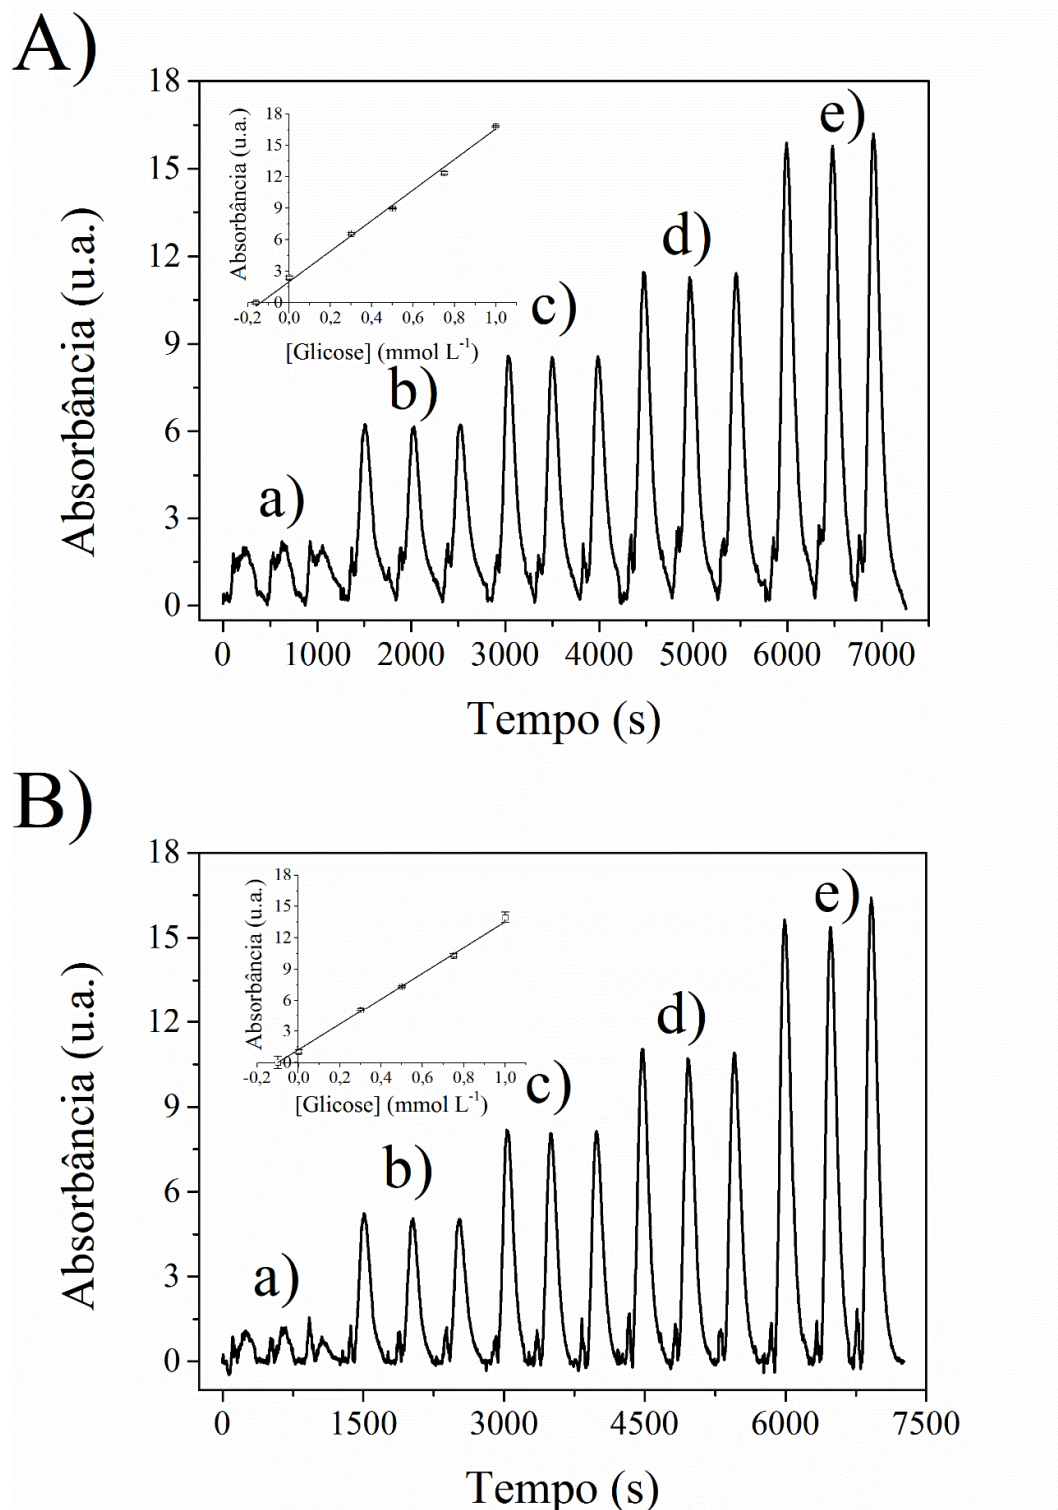 A)
18
15
12
9
6
3
0
Absorbância (u.a.)
0 1000 2000 3000 4000 5000 6000 7000
Tempo (s)
a)
b)
c)
d)
e)
18
15
12
9
6
3
0
Absorbância (u.a.)
-0,2 0,0 0,2 0,4 0,6 0,8 1,0
[Glicose] (mmol L⁻¹)
B)
18
15
12
9
6
3
0
Absorbância (u.a.)
0 1500 3000 4500 6000 7500
Tempo (s)
a)
b)
c)
d)
e)
18
15
12
9
6
3
0
Absorbância (u.a.)
-0,2 0,0 0,2 0,4 0,6 0,8 1,0
[Glicose] (mmol L⁻¹)